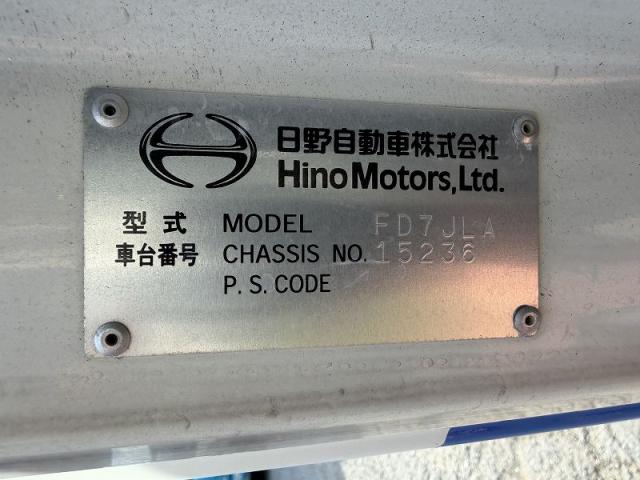 日野自動車株式会社
Hino Motors, Ltd.
型式 MODEL FD7JLA
車台番号 CHASSIS NO. 15236
P. S. CODE